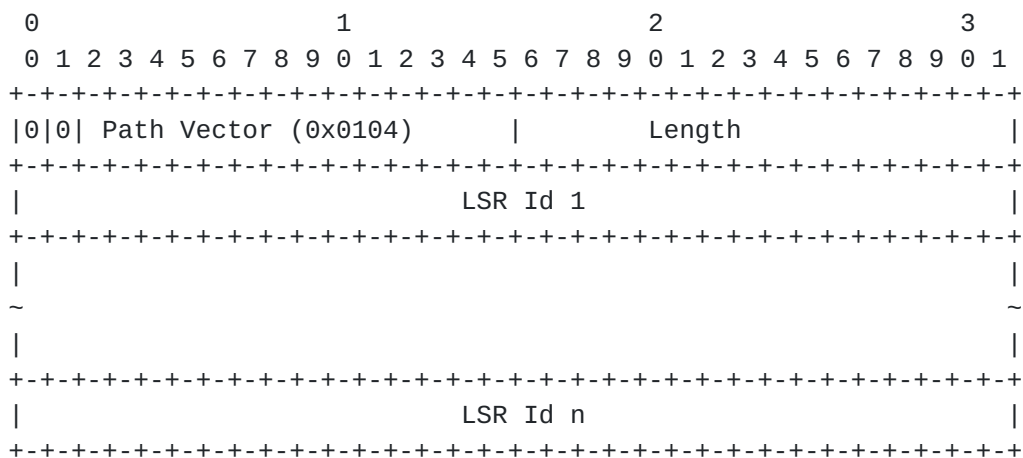 0                   1                   2                   3
 0 1 2 3 4 5 6 7 8 9 0 1 2 3 4 5 6 7 8 9 0 1 2 3 4 5 6 7 8 9 0 1
+-+-+-+-+-+-+-+-+-+-+-+-+-+-+-+-+-+-+-+-+-+-+-+-+-+-+-+-+-+-+-+-+
|0|0| Path Vector (0x0104)      |        Length                 |
+-+-+-+-+-+-+-+-+-+-+-+-+-+-+-+-+-+-+-+-+-+-+-+-+-+-+-+-+-+-+-+-+
|                            LSR Id 1                           |
+-+-+-+-+-+-+-+-+-+-+-+-+-+-+-+-+-+-+-+-+-+-+-+-+-+-+-+-+-+-+-+-+
|                                                               |
~                                                               ~
|                                                               |
+-+-+-+-+-+-+-+-+-+-+-+-+-+-+-+-+-+-+-+-+-+-+-+-+-+-+-+-+-+-+-+-+
|                            LSR Id n                           |
+-+-+-+-+-+-+-+-+-+-+-+-+-+-+-+-+-+-+-+-+-+-+-+-+-+-+-+-+-+-+-+-+